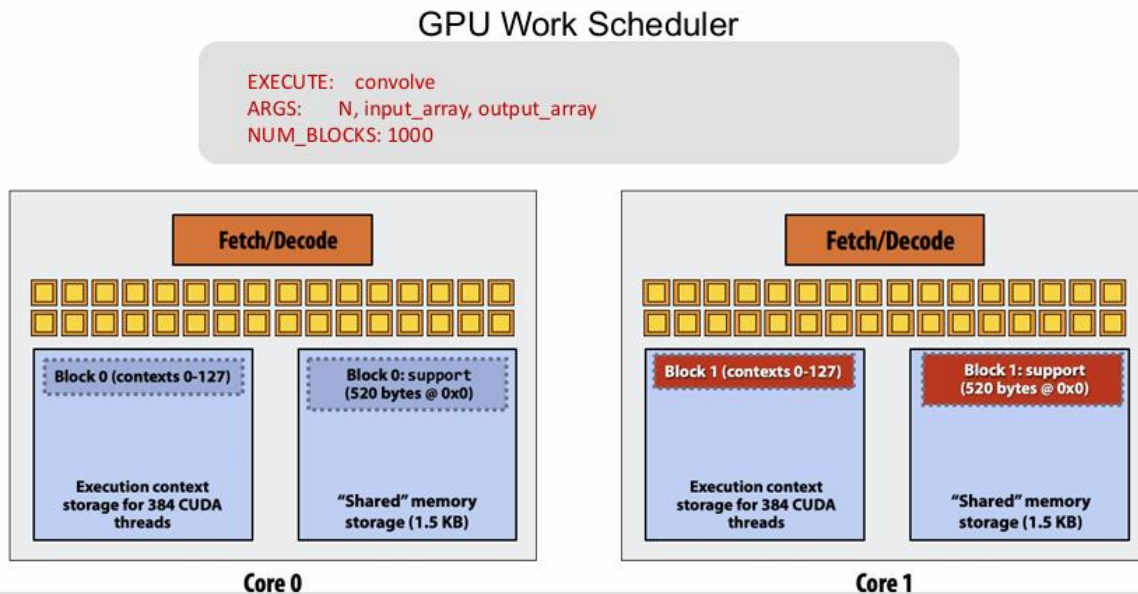 GPU Work Scheduler
EXECUTE: convolve
ARGS: N, input_array, output_array
NUM_BLOCKS: 1000
Fetch/Decode
Block 0 (contexts 0-127)
Block 0: support
(520 bytes @ 0x0)
Execution context
storage for 384 CUDA
threads
“Shared” memory
storage (1.5 KB)
Core 0
Fetch/Decode
Block 1 (contexts 0-127)
Block 1: support
(520 bytes @ 0x0)
Execution context
storage for 384 CUDA
threads
“Shared” memory
storage (1.5 KB)
Core 1